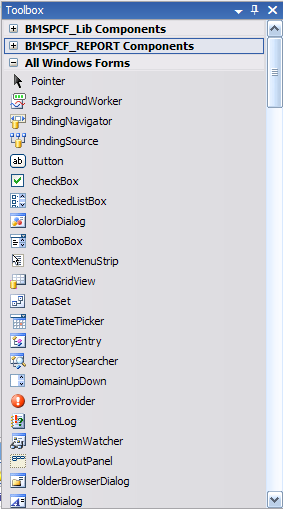 Toolbox
BMSPCF_Lib Components
BMSPCF_REPORT Components
All Windows Forms
Pointer
BackgroundWorker
BindingNavigator
BindingSource
Button
CheckBox
CheckedListBox
ColorDialog
ComboBox
ContextMenuStrip
DataGridView
DataSet
DateTimePicker
DirectoryEntry
DirectorySearcher
DomainUpDown
ErrorProvider
EventLog
FileSystemWatcher
FlowLayoutPanel
FolderBrowserDialog
FontDialog